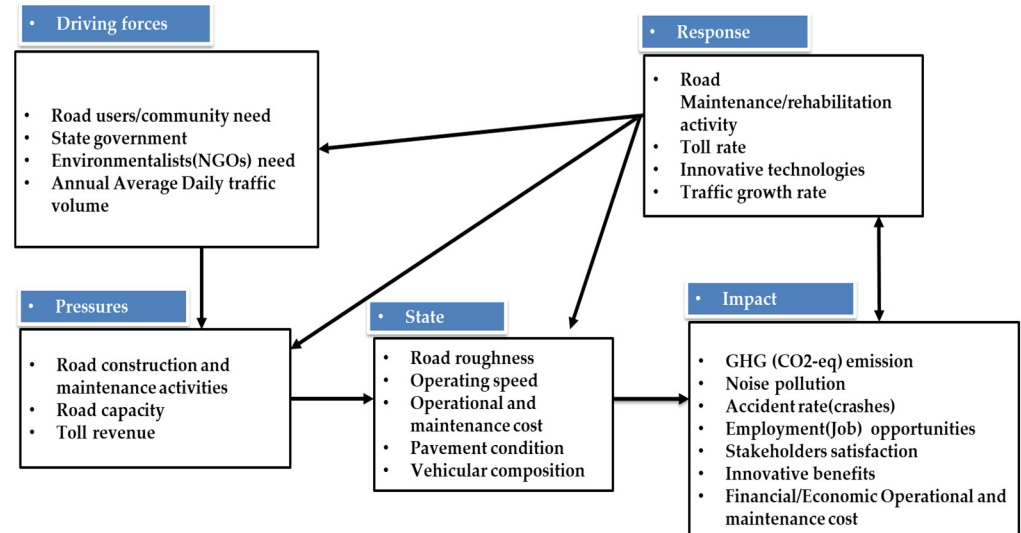 • Driving forces
• Road users/community need
• State government
• Environmentalists(NGOs) need
• Annual Average Daily traffic
volume
• Response
• Road
Maintenance/rehabilitation
activity
• Toll rate
• Innovative technologies
• Traffic growth rate
• Pressures
• Road construction and
maintenance activities
• Road capacity
• Toll revenue
• State
• Road roughness
• Operating speed
• Operational and
maintenance cost
• Pavement condition
• Vehicular composition
• Impact
• GHG (CO2-eq) emission
• Noise pollution
• Accident rate(crashes)
• Employment(Job) opportunities
• Stakeholders satisfaction
• Innovative benefits
• Financial/Economic Operational and
maintenance cost